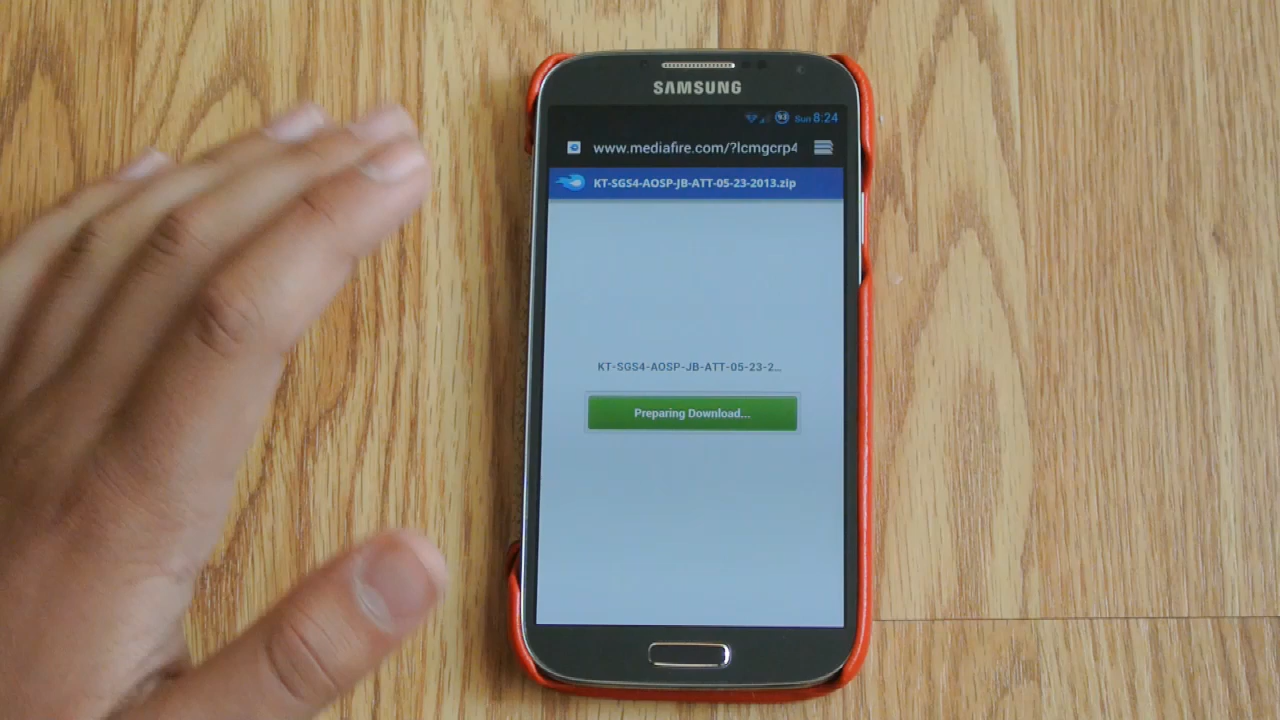 SAMSUNG
93 Sun 8:24
www.mediafire.com/?lcmgcrp4
KT-SGS4-AOSP-JB-ATT-05-23-2013.zip
KT-SGS4-AOSP-JB-ATT-05-23-2...
Preparing Download...